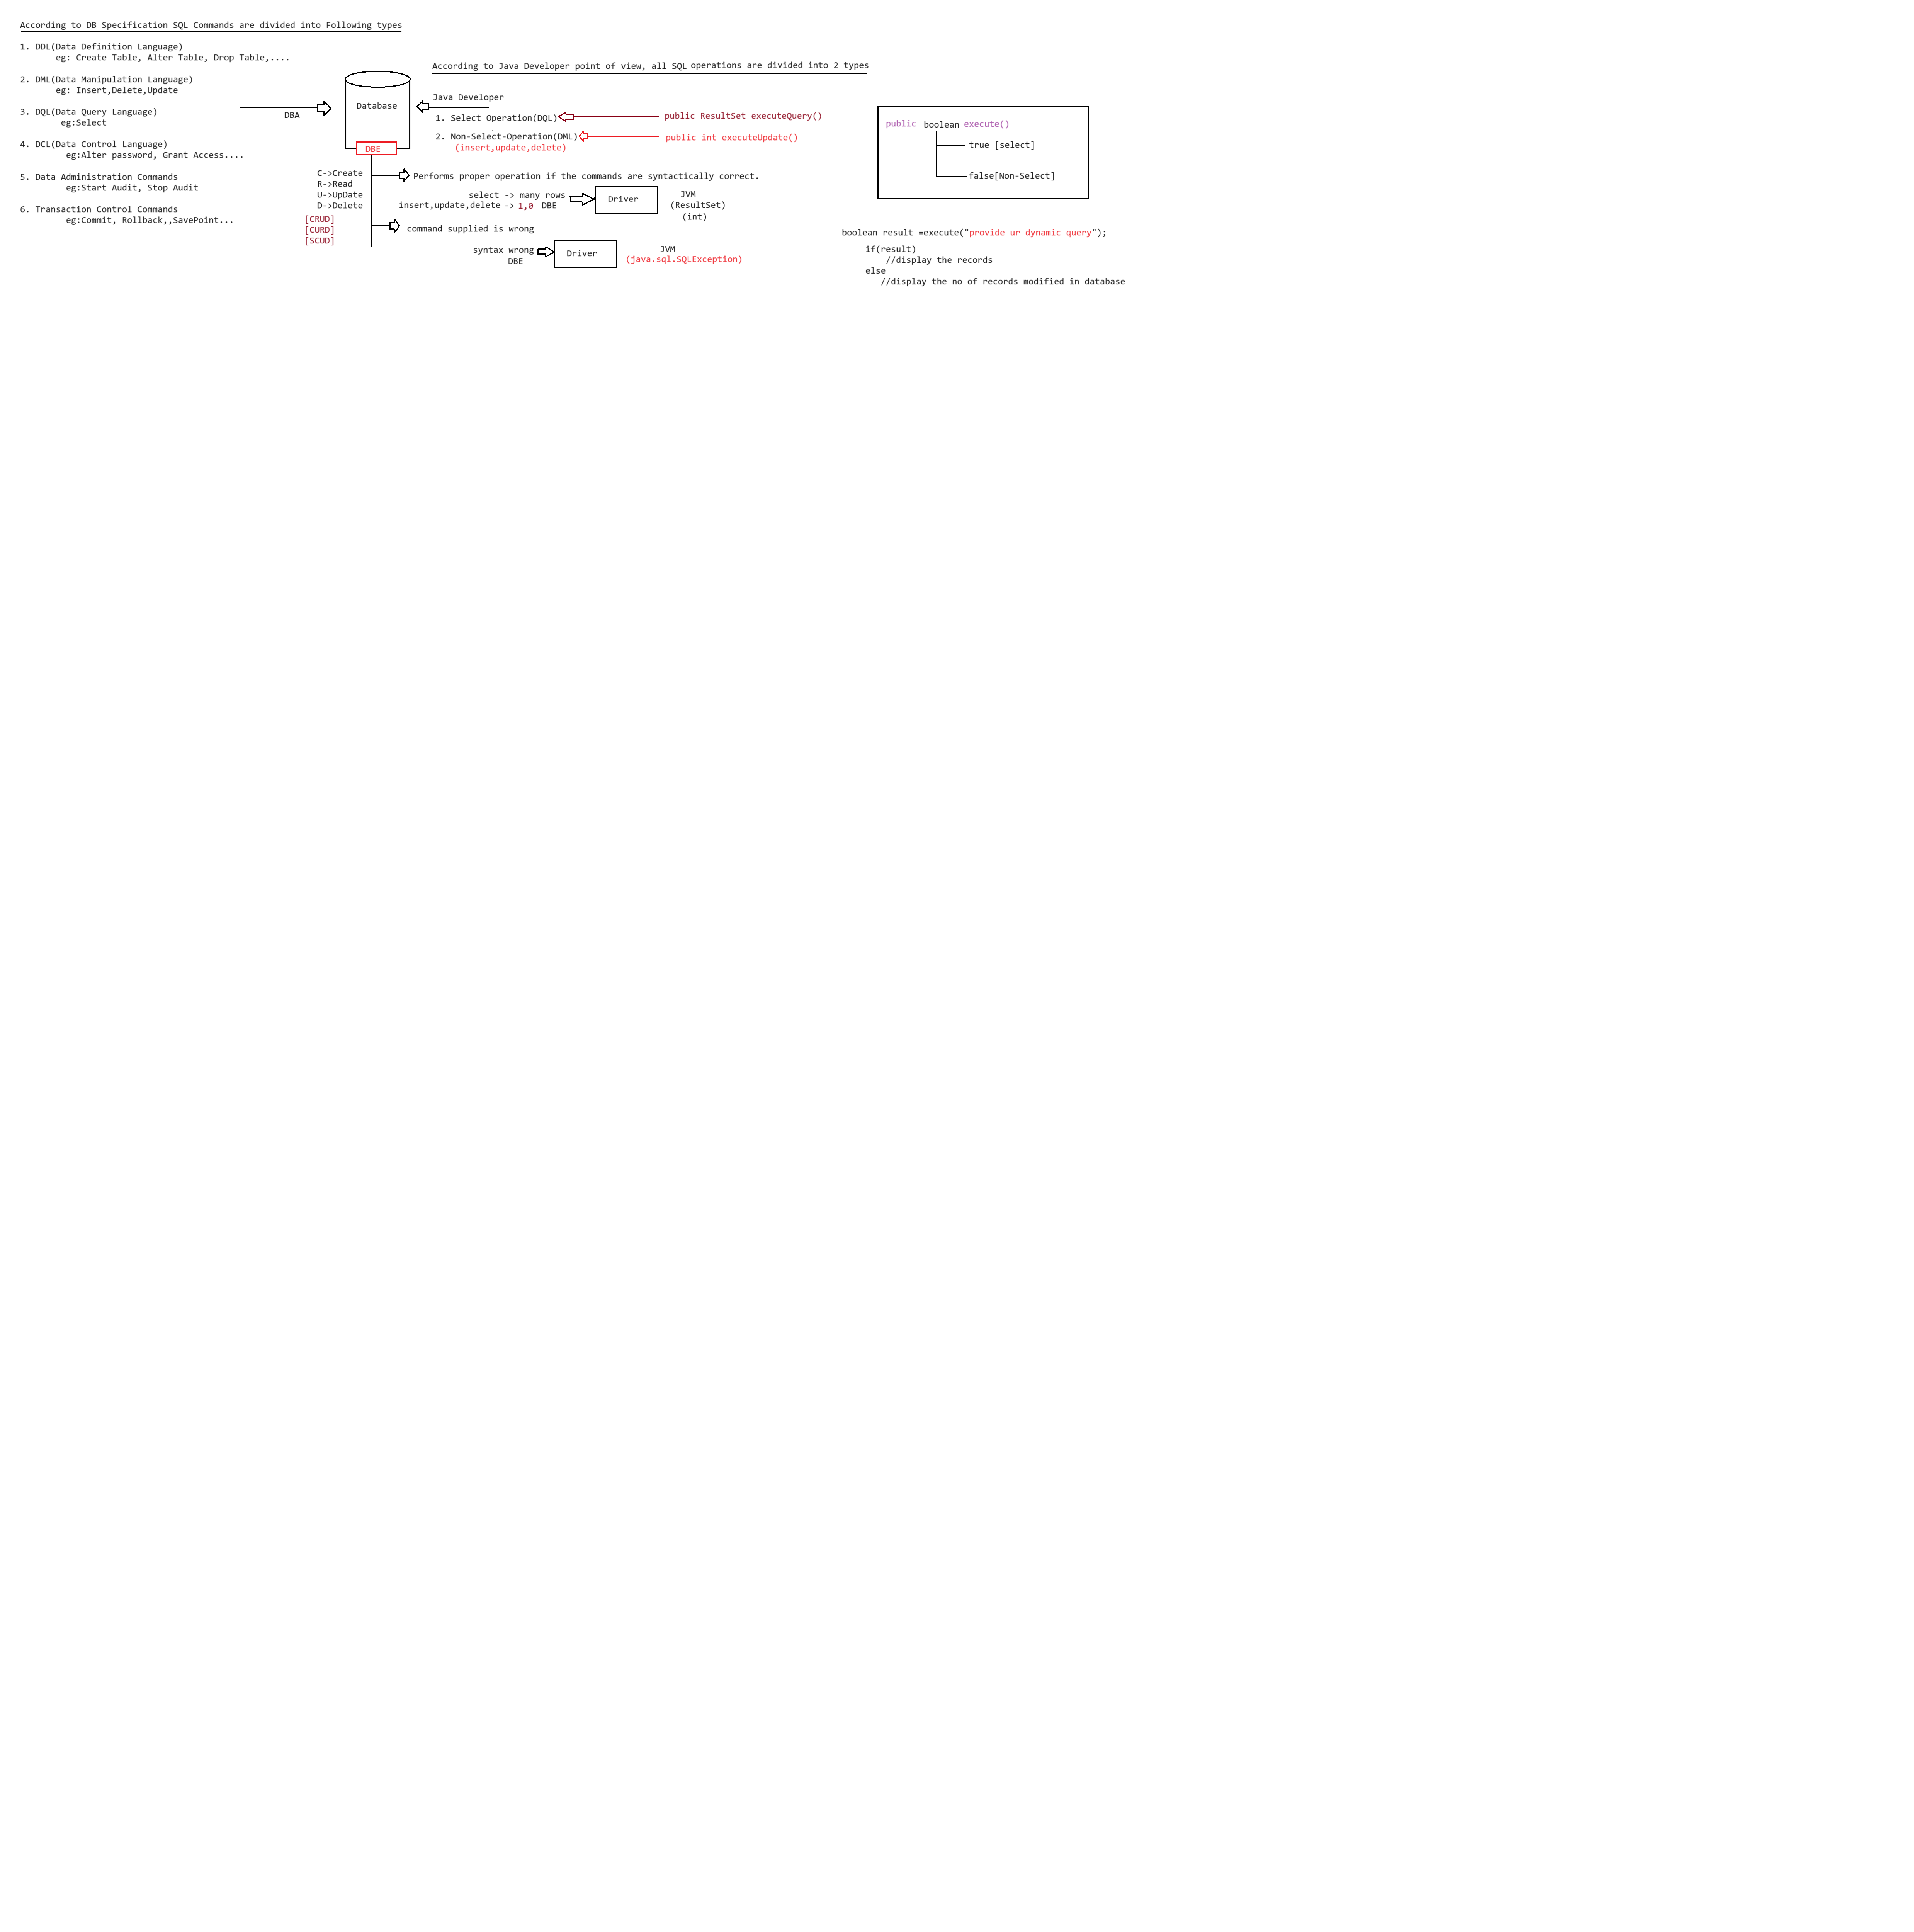 According to DB Specification SQL Commands are divided into Following types
1. DDL(Data Definition Language)
eg: Create Table, Alter Table, Drop Table,....
2. DML(Data Manipulation Language)
eg: Insert,Delete,Update
3. DQL(Data Query Language)
eg:Select
4. DCL(Data Control Language)
eg:Alter password, Grant Access....
5. Data Administration Commands
eg:Start Audit, Stop Audit
6. Transaction Control Commands
eg:Commit, Rollback,,SavePoint...
DBA
Database
DBE
C->Create
R->Read
U->UpDate
D->Delete
[CRUD]
[CURD]
[SCUD]
According to Java Developer point of view, all SQL operations are divided into 2 types
Java Developer
1. Select Operation(DQL)
public ResultSet executeQuery()
2. Non-Select-Operation(DML)
public int executeUpdate()
(insert,update,delete)
Performs proper operation if the commands are syntactically correct.
select -> many rows
insert,update,delete -> 1,0 DBE
Driver
JVM
(ResultSet)
(int)
command supplied is wrong
syntax wrong
DBE
Driver
JVM
(java.sql.SQLException)
public boolean execute()
true [select]
false[Non-Select]
boolean result =execute("provide ur dynamic query");
if(result)
//display the records
else
//display the no of records modified in database